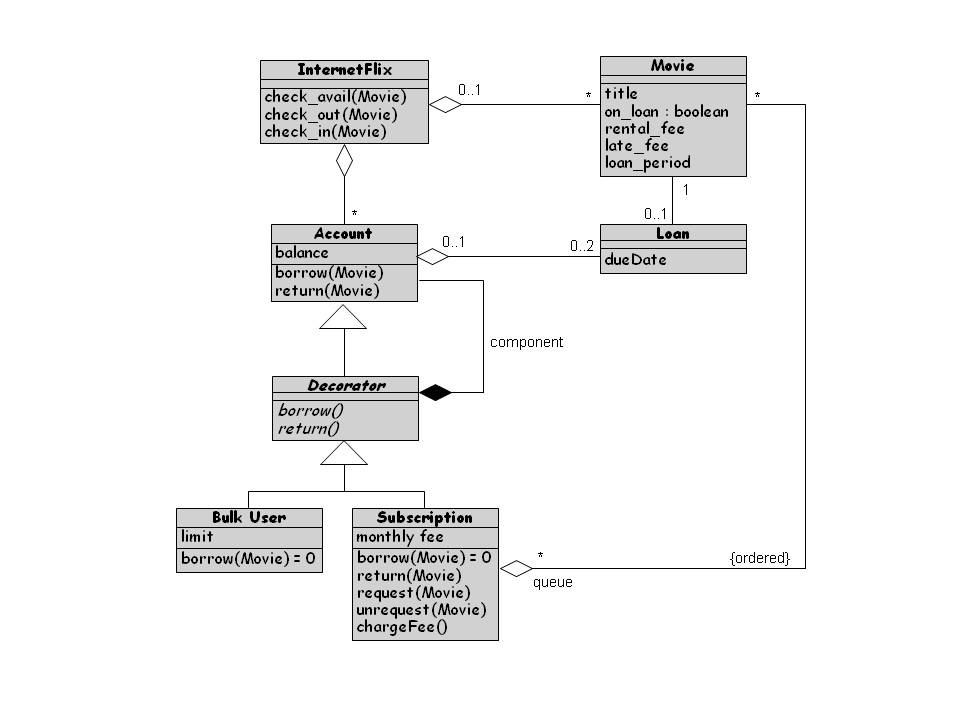 InternetFlix
check_avail(Movie)
check_out(Movie)
check_in(Movie)
0..1
*
Movie
title
on_loan : boolean
rental_fee
late_fee
loan_period
*
1
0..1
*
Account
balance
borrow(Movie)
return(Movie)
0..1
0..2
Loan
dueDate
component
Decorator
borrow()
return()
Bulk User
limit
borrow(Movie) = 0
Subscription
monthly fee
borrow(Movie) = 0
return(Movie)
request(Movie)
unrequest(Movie)
chargeFee()
*
queue
{ordered}